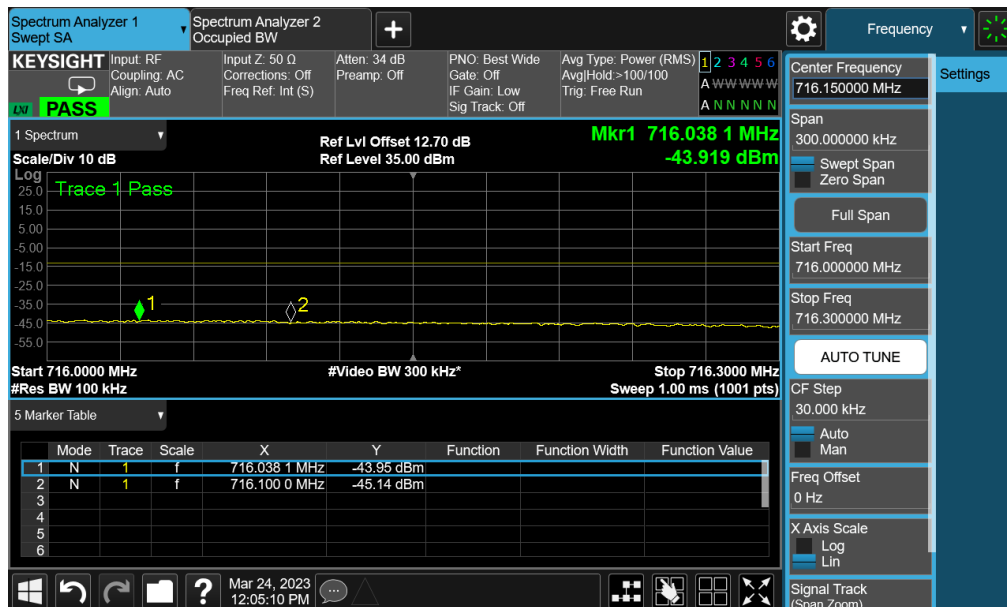 Spectrum Analyzer 1
Swept SA
Spectrum Analyzer 2
Occupied BW
Frequency
KEYSIGHT
Input: RF
Coupling: AC
Align: Auto
Input Z: 50 Ω
Corrections: Off
Freq Ref: Int (S)
Atten: 34 dB
Preamp: Off
PNO: Best Wide
Gate: Off
IF Gain: Low
Sig Track: Off
Avg Type: Power (RMS)
Avg|Hold:>100/100
Trig: Free Run
1 2 3 4 5 6
A W W W W W
A N N N N N
LXI PASS
1 Spectrum
Scale/Div 10 dB
Ref Lvl Offset 12.70 dB
Ref Level 35.00 dBm
Mkr1 716.038 1 MHz
-43.919 dBm
Log
Trace 1 Pass
25.0
15.0
5.00
-5.00
-15.0
-25.0
-35.0
-45.0
-55.0
1
2
Start 716.0000 MHz
#Video BW 300 kHz*
Stop 716.3000 MHz
#Res BW 100 kHz
Sweep 1.00 ms (1001 pts)
5 Marker Table
Mode Trace Scale X Y Function Function Width Function Value
1 N 1 f 716.038 1 MHz -43.95 dBm
2 N 1 f 716.100 0 MHz -45.14 dBm
3
4
5
6
Mar 24, 2023
12:05:10 PM
Center Frequency
716.150000 MHz
Settings
Span
300.000000 kHz
Swept Span
Zero Span
Full Span
Start Freq
716.000000 MHz
Stop Freq
716.300000 MHz
AUTO TUNE
CF Step
30.000 kHz
Auto
Man
Freq Offset
0 Hz
X Axis Scale
Log
Lin
Signal Track
(Span Zoom)